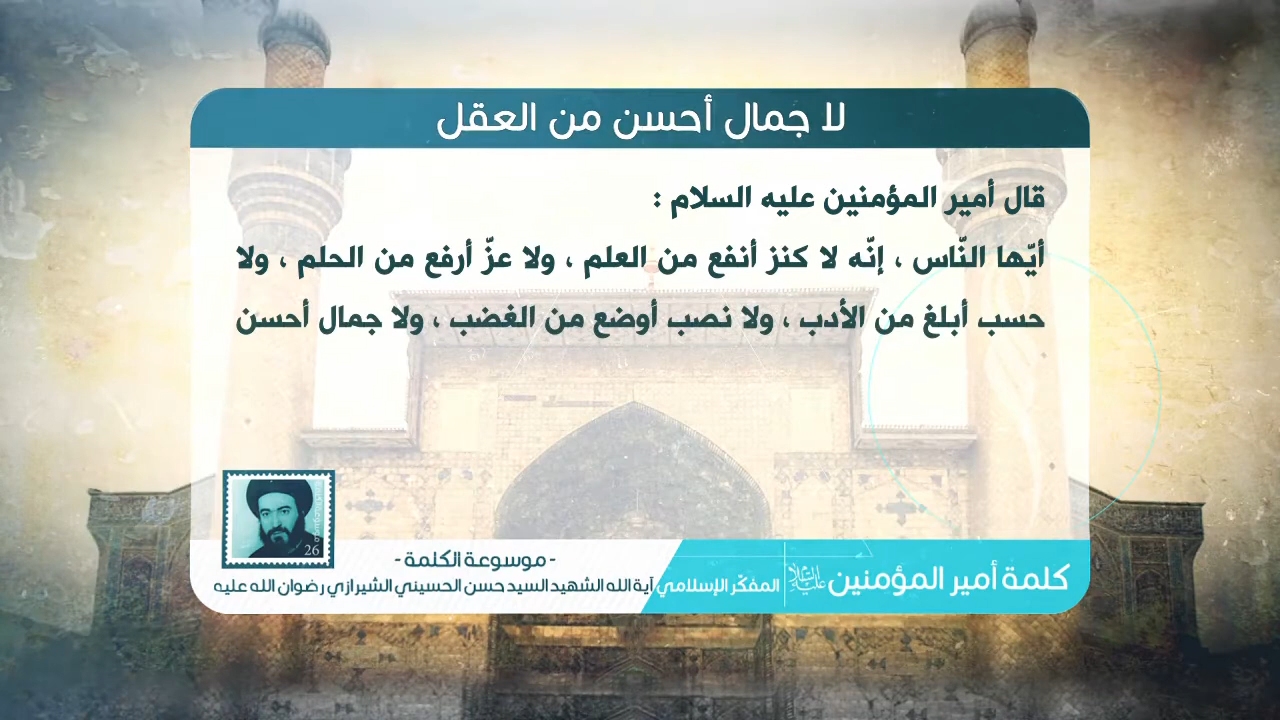 لا جمال أحسن من العقل
قال أمير المؤمنين عليه السلام :
أيّها النّاس ، إنّه لا كنز أنفع من العلم ، ولا عزّ أرفع من الحلم ، ولا
حسب أبلغ من الأدب ، ولا نصب أوضع من الغضب ، ولا جمال أحسن
كلمة أمير المؤمنين عليه السلام
- موسوعة الكلمة -
المفكّر الإسلامي آية الله الشهيد السيد حسن الحسيني الشيرازي رضوان الله عليه
26